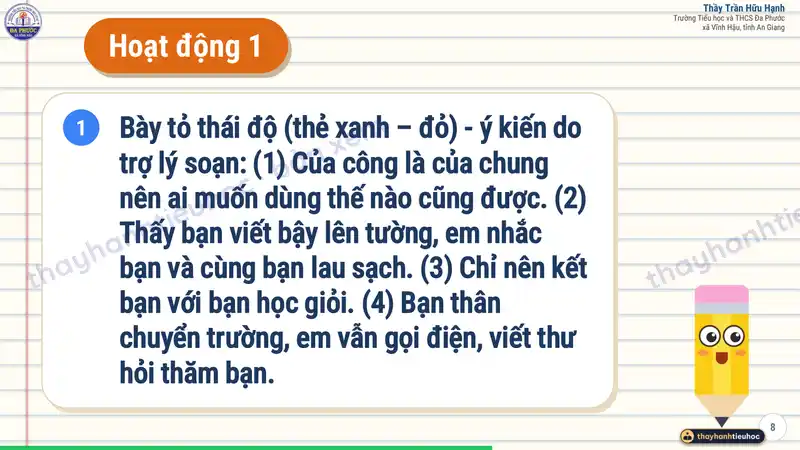 Thầy Trần Hữu Hạnh
Trường Tiểu học và THCS Đa Phước
xã Vĩnh Hậu, tỉnh An Giang
ĐA PHƯỚC
Hoạt động 1
1
Bày tỏ thái độ (thẻ xanh – đỏ) - ý kiến do
trợ lý soạn: (1) Của công là của chung
nên ai muốn dùng thế nào cũng được. (2)
Thấy bạn viết bậy lên tường, em nhắc
bạn và cùng bạn lau sạch. (3) Chỉ nên kết
bạn với bạn học giỏi. (4) Bạn thân
chuyển trường, em vẫn gọi điện, viết thư
hỏi thăm bạn.
thayhanhtieuhoc
8